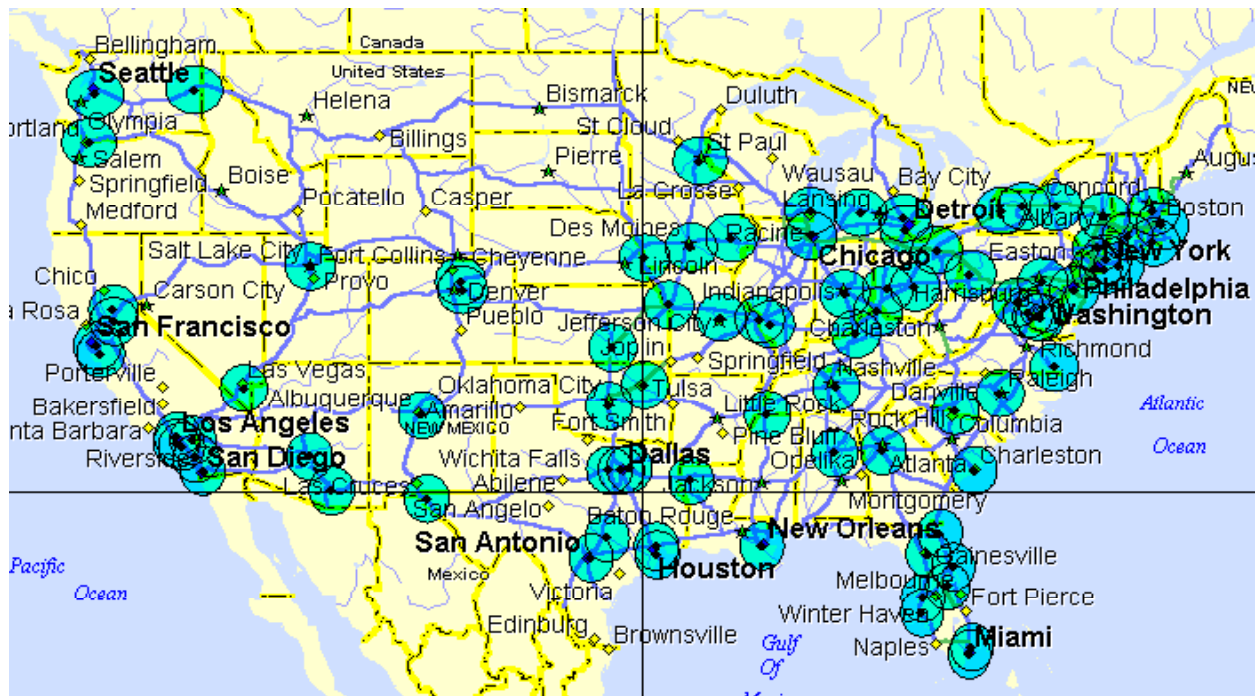 Bellingham
Canada
Seattle
United States
Helena
Bismarck
Duluth
NEU
ortland
Olympia
Billings
St Cloud
St Paul
Salem
Pierre
Wausau
Augus
Springfield
Boise
La Crosse
Lansing
Bay City
Concord
Medford
Pocatello
Casper
Des Moines
Racine
Detroit
Albany
Boston
Salt Lake City
Fort Collins
Cheyenne
Chicago
Easton
New York
Chico
Carson City
Provo
Denver
Lincoln
Indianapolis
Harrisburg
Philadelphia
a Rosa
San Francisco
Pueblo
Jefferson City
Charleston
Washington
Joplin
Springfield
Richmond
Porterville
Las Vegas
Oklahoma City
Tulsa
Nashville
Danville
Raleigh
Bakersfield
Albuquerque
Amarillo
Little Rock
Rock Hill
Atlantic
nta Barbara
Los Angeles
NEW MEXICO
Fort Smith
Pine Bluff
Columbia
Ocean
Riverside
San Diego
Wichita Falls
Dallas
Opelika
Atlanta
Charleston
Las Cruces
Abilene
Jackson
Montgomery
San Angelo
Baton Rouge
New Orleans
San Antonio
Gainesville
Pacific
Mexico
Houston
Melbourne
Ocean
Victoria
Winter Haven
Fort Pierce
Edinburg
Brownsville
Gulf
Naples
Miami
Of